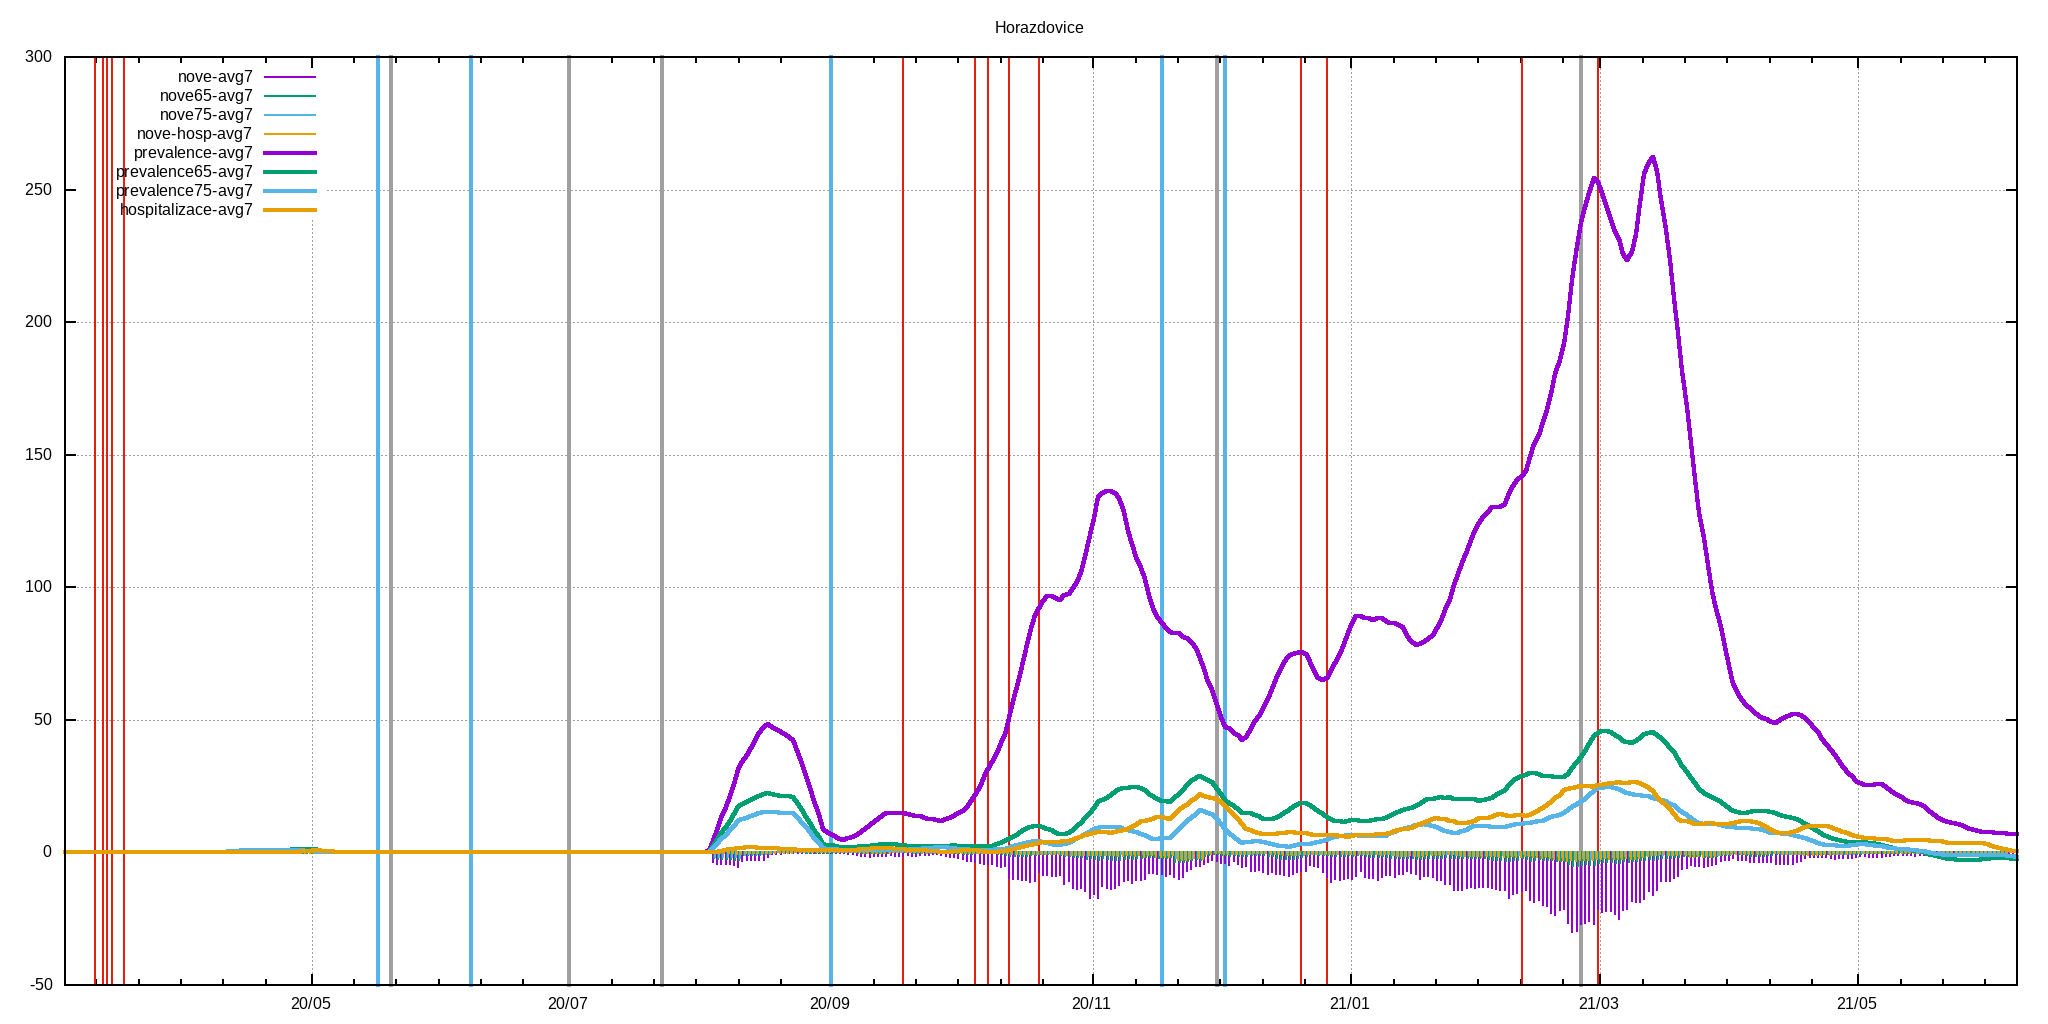 Horazdovice
300
250
200
150
100
50
0
-50
nove-avg7
nove65-avg7
nove75-avg7
nove-hosp-avg7
prevalence-avg7
prevalence65-avg7
prevalence75-avg7
hospitalizace-avg7
20/05 20/07 20/09 20/11 21/01 21/03 21/05